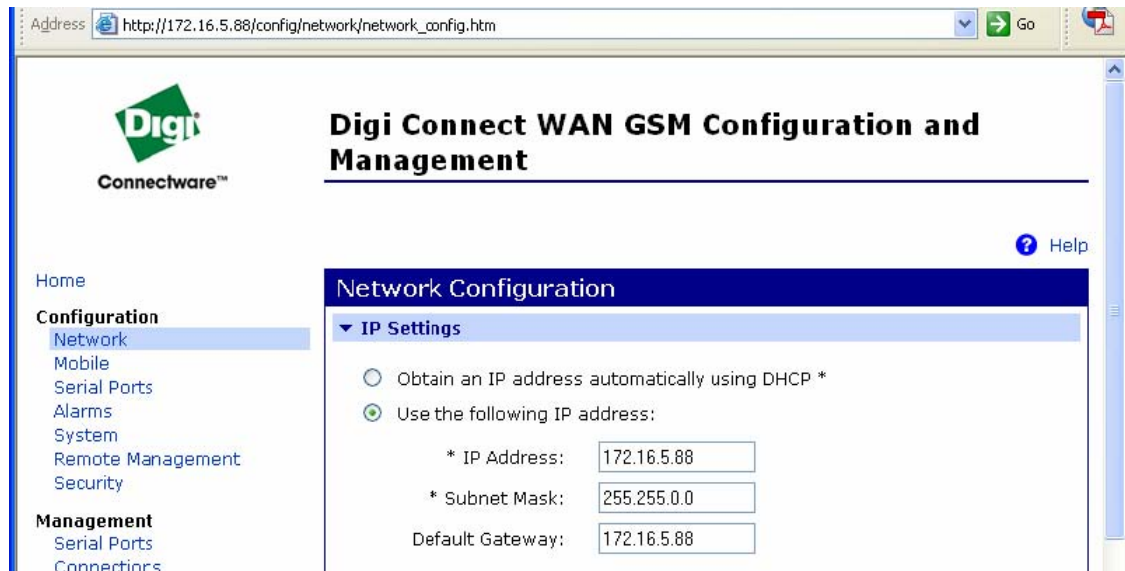 Address http://172.16.5.88/config/network/network_config.htm Go
Digi
Connectware™
Digi Connect WAN GSM Configuration and
Management
Help
Home
Configuration
Network
Mobile
Serial Ports
Alarms
System
Remote Management
Security
Management
Serial Ports
Connections
Network Configuration
IP Settings
Obtain an IP address automatically using DHCP *
Use the following IP address:
* IP Address: 172.16.5.88
* Subnet Mask: 255.255.0.0
Default Gateway: 172.16.5.88